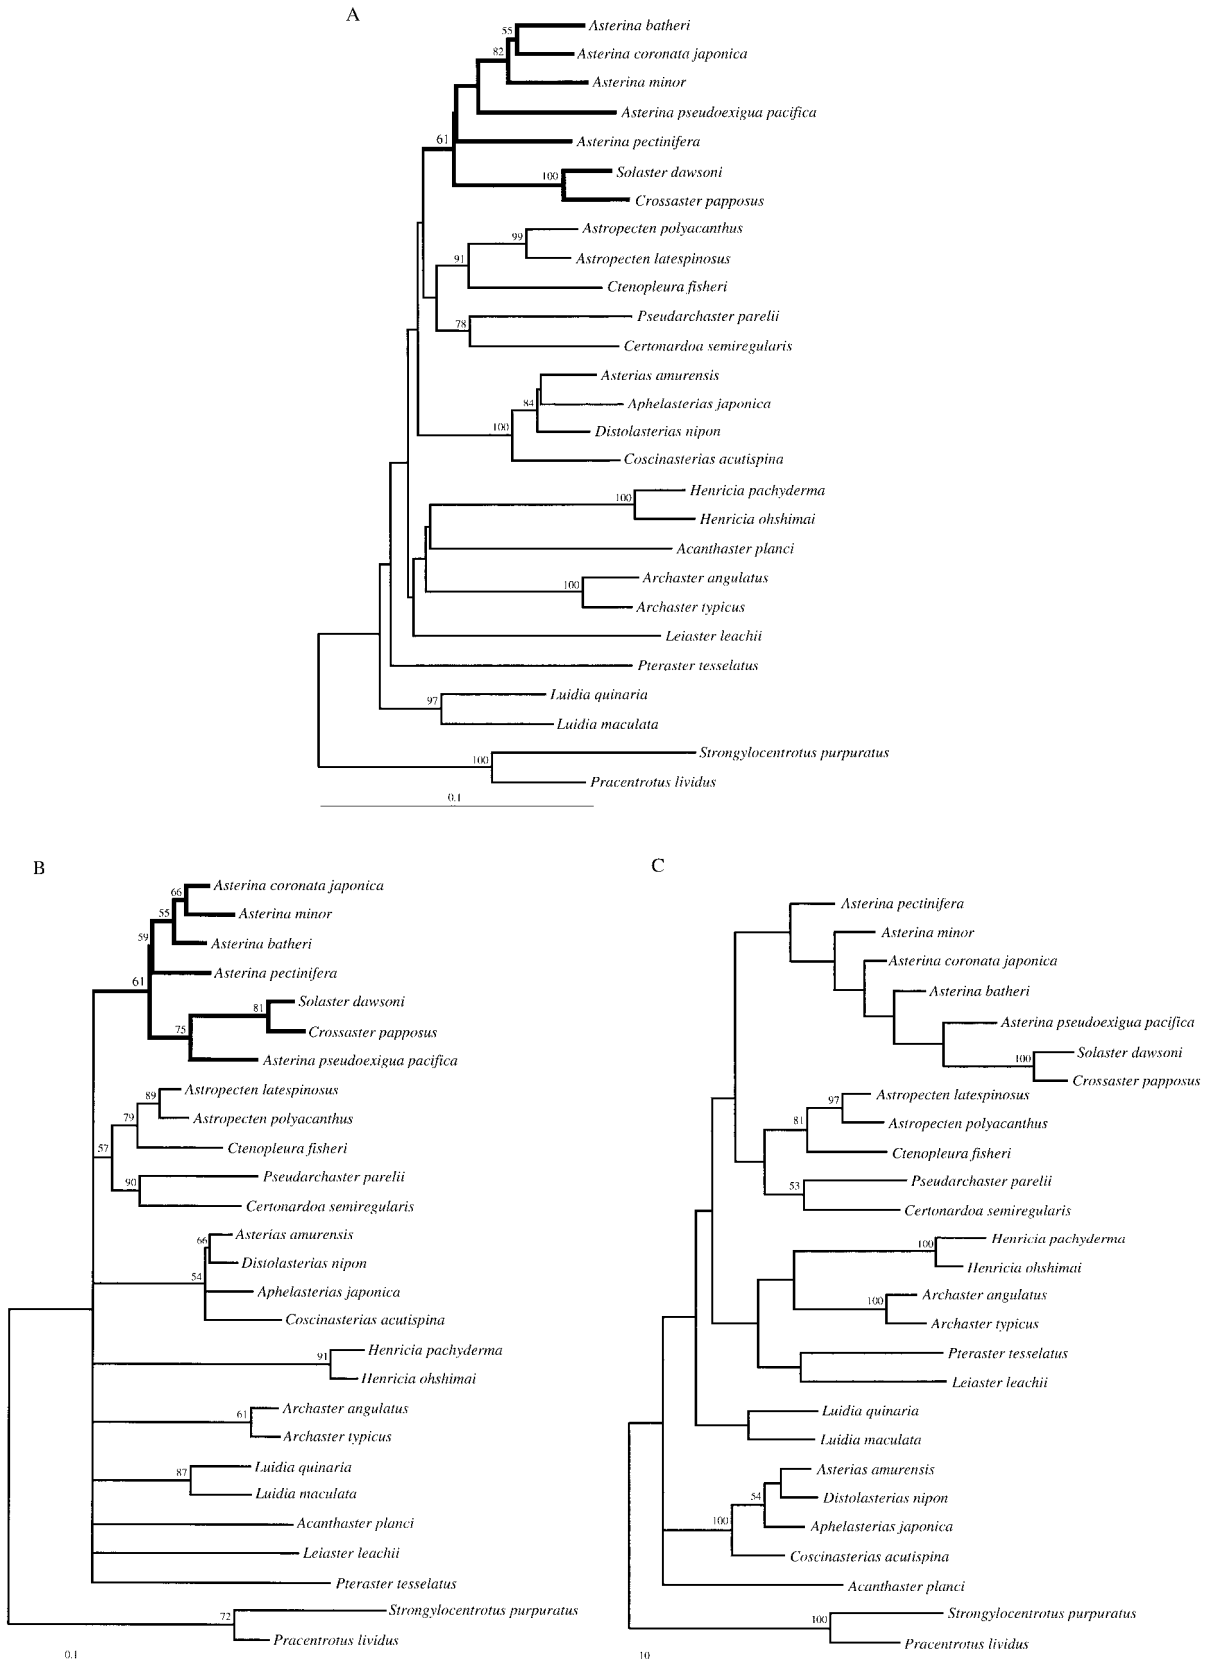 A
Asterina batheri
55
Asterina coronata japonica
82
Asterina minor
Asterina pseudoexigua pacifica
61
Asterina pectinifera
Solaster dawsoni
100
Crossaster papposus
Astropecten polyacanthus
99
Astropecten latespinosus
91
Ctenopleura fisheri
Pseudarchaster parelii
78
Certonardoa semiregularis
Asterias amurensis
84
Aphelasterias japonica
100
Distolasterias nipon
Coscinasterias acutispina
Henricia pachyderma
100
Henricia ohshimai
Acanthaster planci
Archaster angulatus
100
Archaster typicus
Leiaster leachii
Pteraster tesselatus
Luidia quinaria
97
Luidia maculata
Strongylocentrotus purpuratus
100
Pracentrotus lividus
0.1
B
Asterina coronata japonica
66
Asterina minor
55
Asterina batheri
59
Asterina pectinifera
61
Solaster dawsoni
81
Crossaster papposus
75
Asterina pseudoexigua pacifica
Astropecten latespinosus
89
Astropecten polyacanthus
79
Ctenopleura fisheri
57
Pseudarchaster parelii
90
Certonardoa semiregularis
Asterias amurensis
66
Distolasterias nipon
54
Aphelasterias japonica
Coscinasterias acutispina
Henricia pachyderma
91
Henricia ohshimai
Archaster angulatus
61
Archaster typicus
Luidia quinaria
87
Luidia maculata
Acanthaster planci
Leiaster leachii
Pteraster tesselatus
Strongylocentrotus purpuratus
72
Pracentrotus lividus
0.1
C
Asterina pectinifera
Asterina minor
Asterina coronata japonica
Asterina batheri
Asterina pseudoexigua pacifica
Solaster dawsoni
100
Crossaster papposus
Astropecten latespinosus
97
Astropecten polyacanthus
81
Ctenopleura fisheri
Pseudarchaster parelii
53
Certonardoa semiregularis
Henricia pachyderma
100
Henricia ohshimai
Archaster angulatus
100
Archaster typicus
Pteraster tesselatus
Leiaster leachii
Luidia quinaria
Luidia maculata
Asterias amurensis
Distolasterias nipon
54
Aphelasterias japonica
100
Coscinasterias acutispina
Acanthaster planci
Strongylocentrotus purpuratus
100
Pracentrotus lividus
10